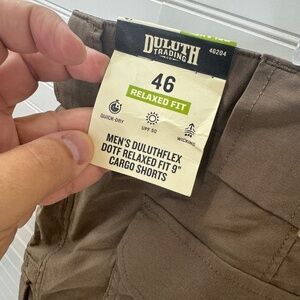 DULUTH
TRADING
46204
46
RELAXED FIT
QUICK-DRY
UPF 50
WICKING
MEN'S DULUTHFLEX
DOTF RELAXED FIT 9"
CARGO SHORTS